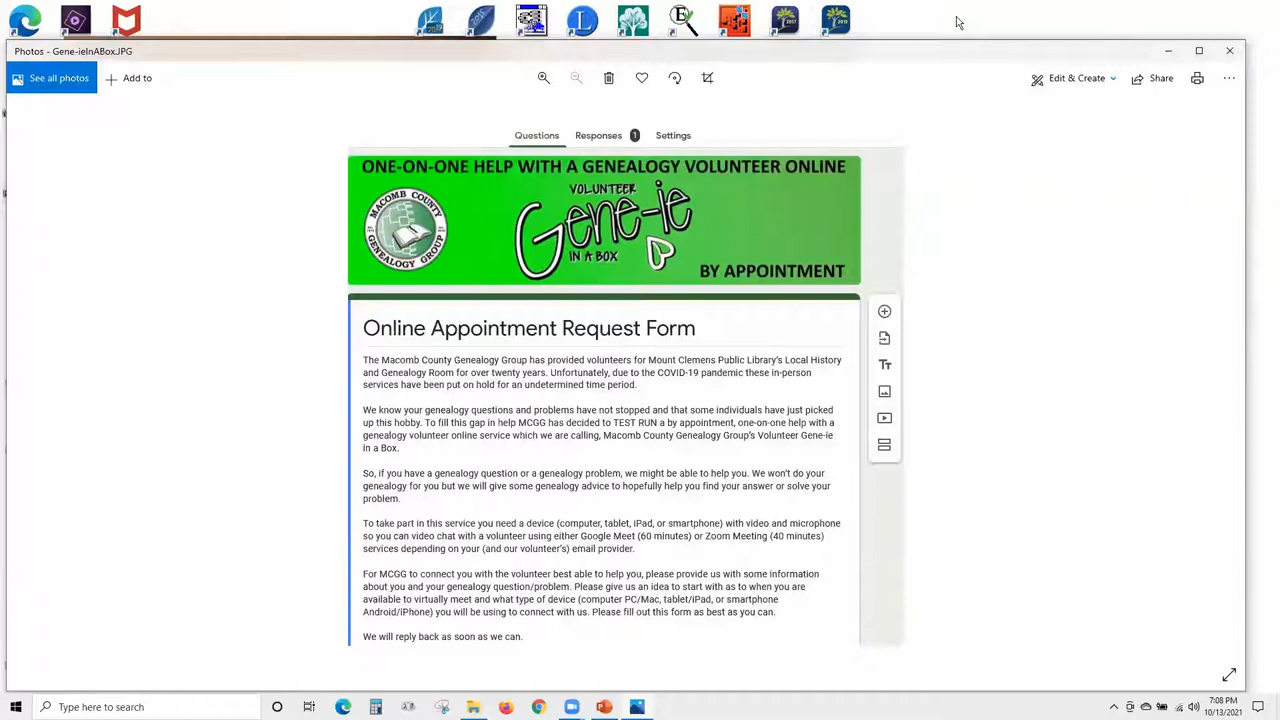 2019
2015
L
E
2017
2019
Photos - Gene-ieInABox.JPG
See all photos
Add to
Edit & Create
Share
Questions
Responses 1
Settings
ONE-ON-ONE HELP WITH A GENEALOGY VOLUNTEER ONLINE
MACOMB COUNTY
GENEALOGY GROUP
VOLUNTEER
Gene-ie
IN A BOX
BY APPOINTMENT
Online Appointment Request Form
The Macomb County Genealogy Group has provided volunteers for Mount Clemens Public Library's Local History
and Genealogy Room for over twenty years. Unfortunately, due to the COVID-19 pandemic these in-person
services have been put on hold for an undetermined time period.
We know your genealogy questions and problems have not stopped and that some individuals have just picked
up this hobby. To fill this gap in help MCGG has decided to TEST RUN a by appointment, one-on-one help with a
genealogy volunteer online service which we are calling, Macomb County Genealogy Group's Volunteer Gene-ie
in a Box.
So, if you have a genealogy question or a genealogy problem, we might be able to help you. We won't do your
genealogy for you but we will give some genealogy advice to hopefully help you find your answer or solve your
problem.
To take part in this service you need a device (computer, tablet, iPad, or smartphone) with video and microphone
so you can video chat with a volunteer using either Google Meet (60 minutes) or Zoom Meeting (40 minutes)
services depending on your (and our volunteer's) email provider.
For MCGG to connect you with the volunteer best able to help you, please provide us with some information
about you and your genealogy question/problem. Please give us an idea to start with as to when you are
available to virtually meet and what type of device (computer PC/Mac, tablet/iPad, or smartphone
Android/iPhone) you will be using to connect with us. Please fill out this form as best as you can.
We will reply back as soon as we can.
Type here to search
7:08 PM
10/13/2021